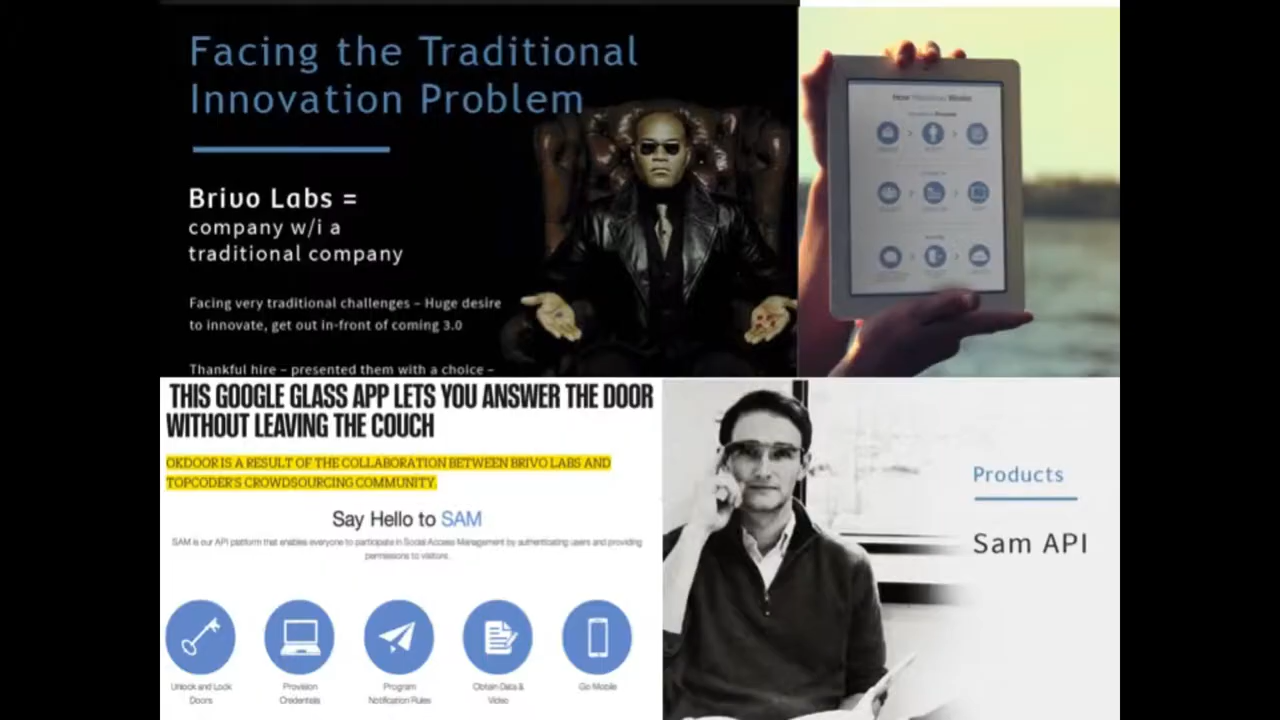 Facing the Traditional
Innovation Problem
Brivo Labs =
company w/i a
traditional company
Facing very traditional challenges – Huge desire
to innovate, get out in-front of coming 3.0
Thankful hire – presented them with a choice –
How Works
THIS GOOGLE GLASS APP LETS YOU ANSWER THE DOOR
WITHOUT LEAVING THE COUCH
OKDOOR IS A RESULT OF THE COLLABORATION BETWEEN BRIVO LABS AND
TOPCODER'S CROWDSOURCING COMMUNITY.
Say Hello to SAM
SAM is our API platform that enables everyone to participate in Social Access Management by authenticating users and providing
permissions to visitors.
Unlock and Lock
Doors
Provision
Credentials
Program
Notification Rules
Obtain Data &
Video
Go Mobile
Products
Sam API